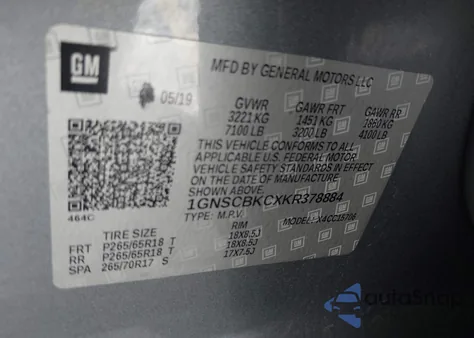 GM
MFD BY GENERAL MOTORS LLC
05/19
GVWR GAWR FRT GAWR RR
3221 KG 1451 KG 1860 KG
7100 LB 3200 LB 4100 LB
THIS VEHICLE CONFORMS TO ALL
APPLICABLE U.S. FEDERAL MOTOR
VEHICLE SAFETY STANDARDS IN EFFECT
ON THE DATE OF MANUFACTURE
SHOWN ABOVE.
1GNSCBKCXKR378884
464C
TYPE: M.P.V. MODEL:
TIRE SIZE RIM
FRT P265/65R18 T 18X8.5J
RR P265/65R18 T 18X8.5J
SPA 265/70R17 S 17X7.5J
autoSnap